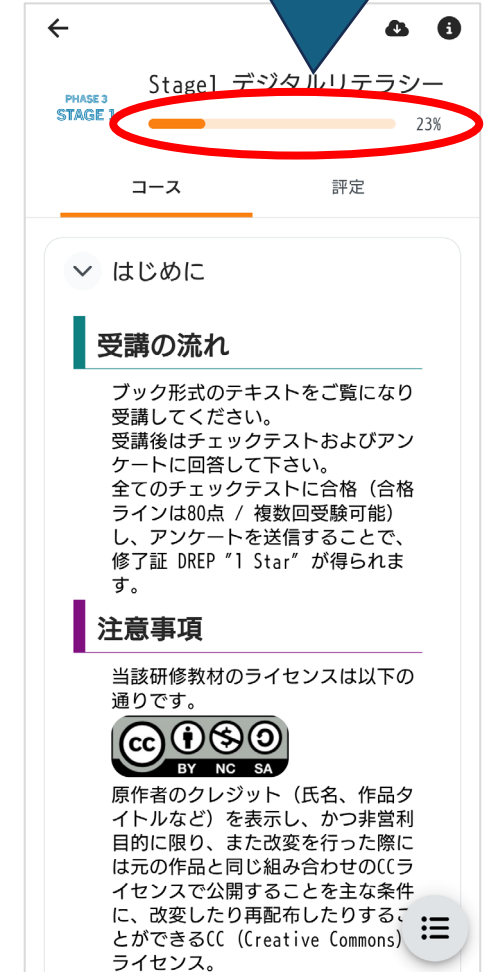 Stage1 デジタルリテラシー
PHASE 3
STAGE 1
23%
コース
評定
はじめに
受講の流れ
ブック形式のテキストをご覧になり
受講してください。
受講後はチェックテストおよびアン
ケートに回答して下さい。
全てのチェックテストに合格（合格
ラインは80点 / 複数回受験可能）
し、アンケートを送信することで、
修了証 DREP "1 Star" が得られま
す。
注意事項
当該研修教材のライセンスは以下の
通りです。
cc
BY NC SA
原作者のクレジット（氏名、作品タ
イトルなど）を表示し、かつ非営利
目的に限り、また改変を行った際に
は元の作品と同じ組み合わせのCCラ
イセンスで公開することを主な条件
に、改変したり再配布したりするこ
とができるCC (Creative Commons)
ライセンス。